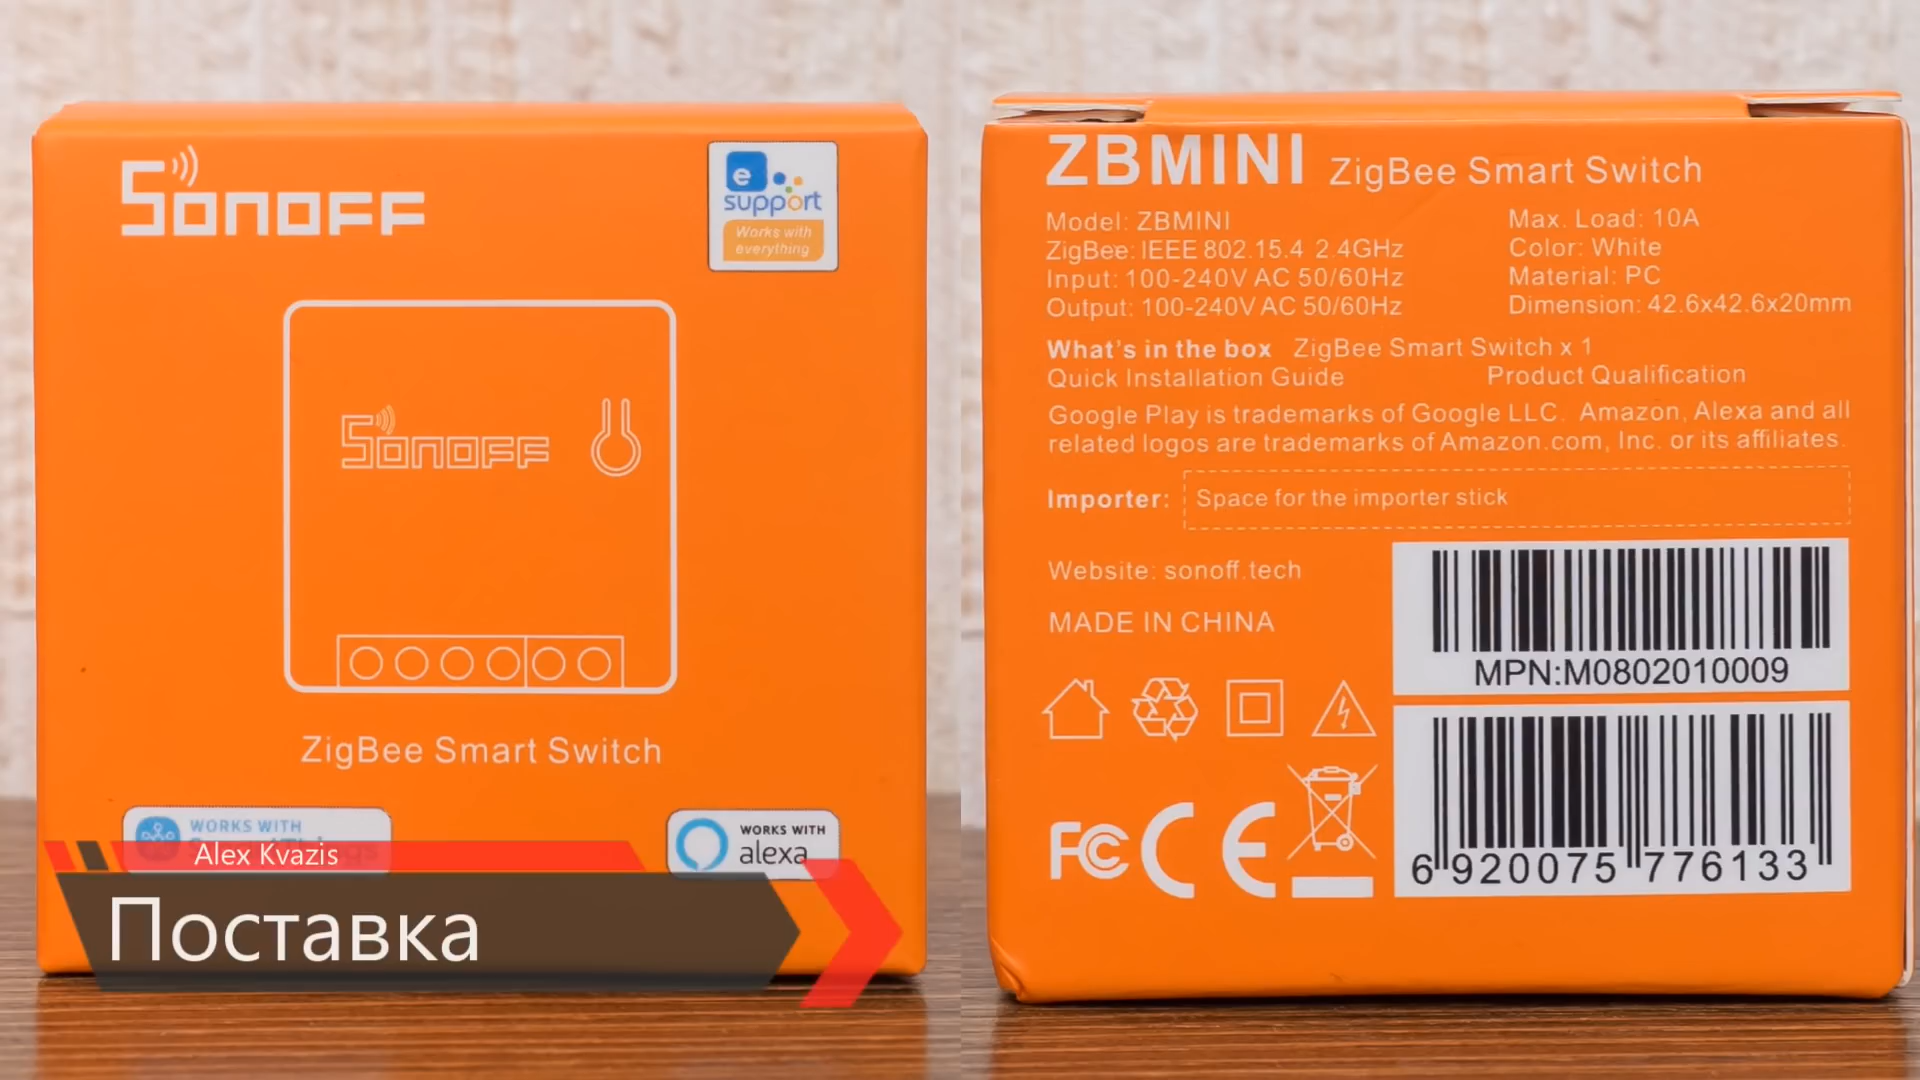 SONOFF
e
support
Works with
everything
SONOFF
ZigBee Smart Switch
WORKS WITH
WORKS WITH
alexa
Alex Kvazis
Поставка
ZBMINI ZigBee Smart Switch
Model: ZBMINI
ZigBee: IEEE 802.15.4 2.4GHz
Input: 100-240V AC 50/60Hz
Output: 100-240V AC 50/60Hz
Max. Load: 10A
Color: White
Material: PC
Dimension: 42.6x42.6x20mm
What's in the box ZigBee Smart Switch x 1
Quick Installation Guide Product Qualification
Google Play is trademarks of Google LLC. Amazon, Alexa and all
related logos are trademarks of Amazon.com, Inc. or its affiliates.
Importer: Space for the importer stick
Website: sonoff.tech
MADE IN CHINA
MPN:M0802010009
FC CE
6 920075 776133